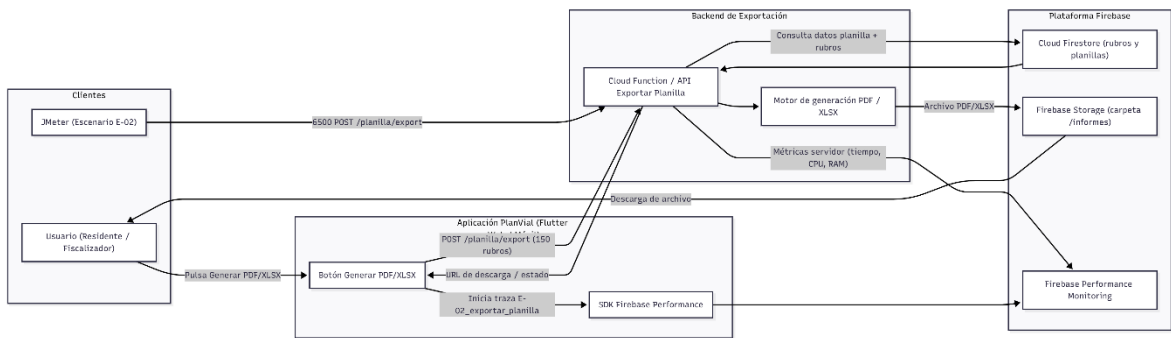 Backend de Exportación
Plataforma Firebase
Consulta datos planilla +
rubros
Cloud Firestore (rubros y
planillas)
Cloud Function / API
Exportar Planilla
Clientes
JMeter (Escenario E-02)
6500 POST /planilla/export
Motor de generación PDF /
XLSX
Archivo PDF/XLSX
Firebase Storage (carpeta
/informes)
Métricas servidor (tiempo,
CPU, RAM)
Descarga de archivo
Usuario (Residente /
Fiscalizador)
Aplicación PlanVial (Flutter
POST /planilla/export (150
rubros)
Pulsa Generar PDF/XLSX
Botón Generar PDF/XLSX
URL de descarga / estado
Inicia traza E-
02_exportar_planilla
SDK Firebase Performance
Firebase Performance
Monitoring